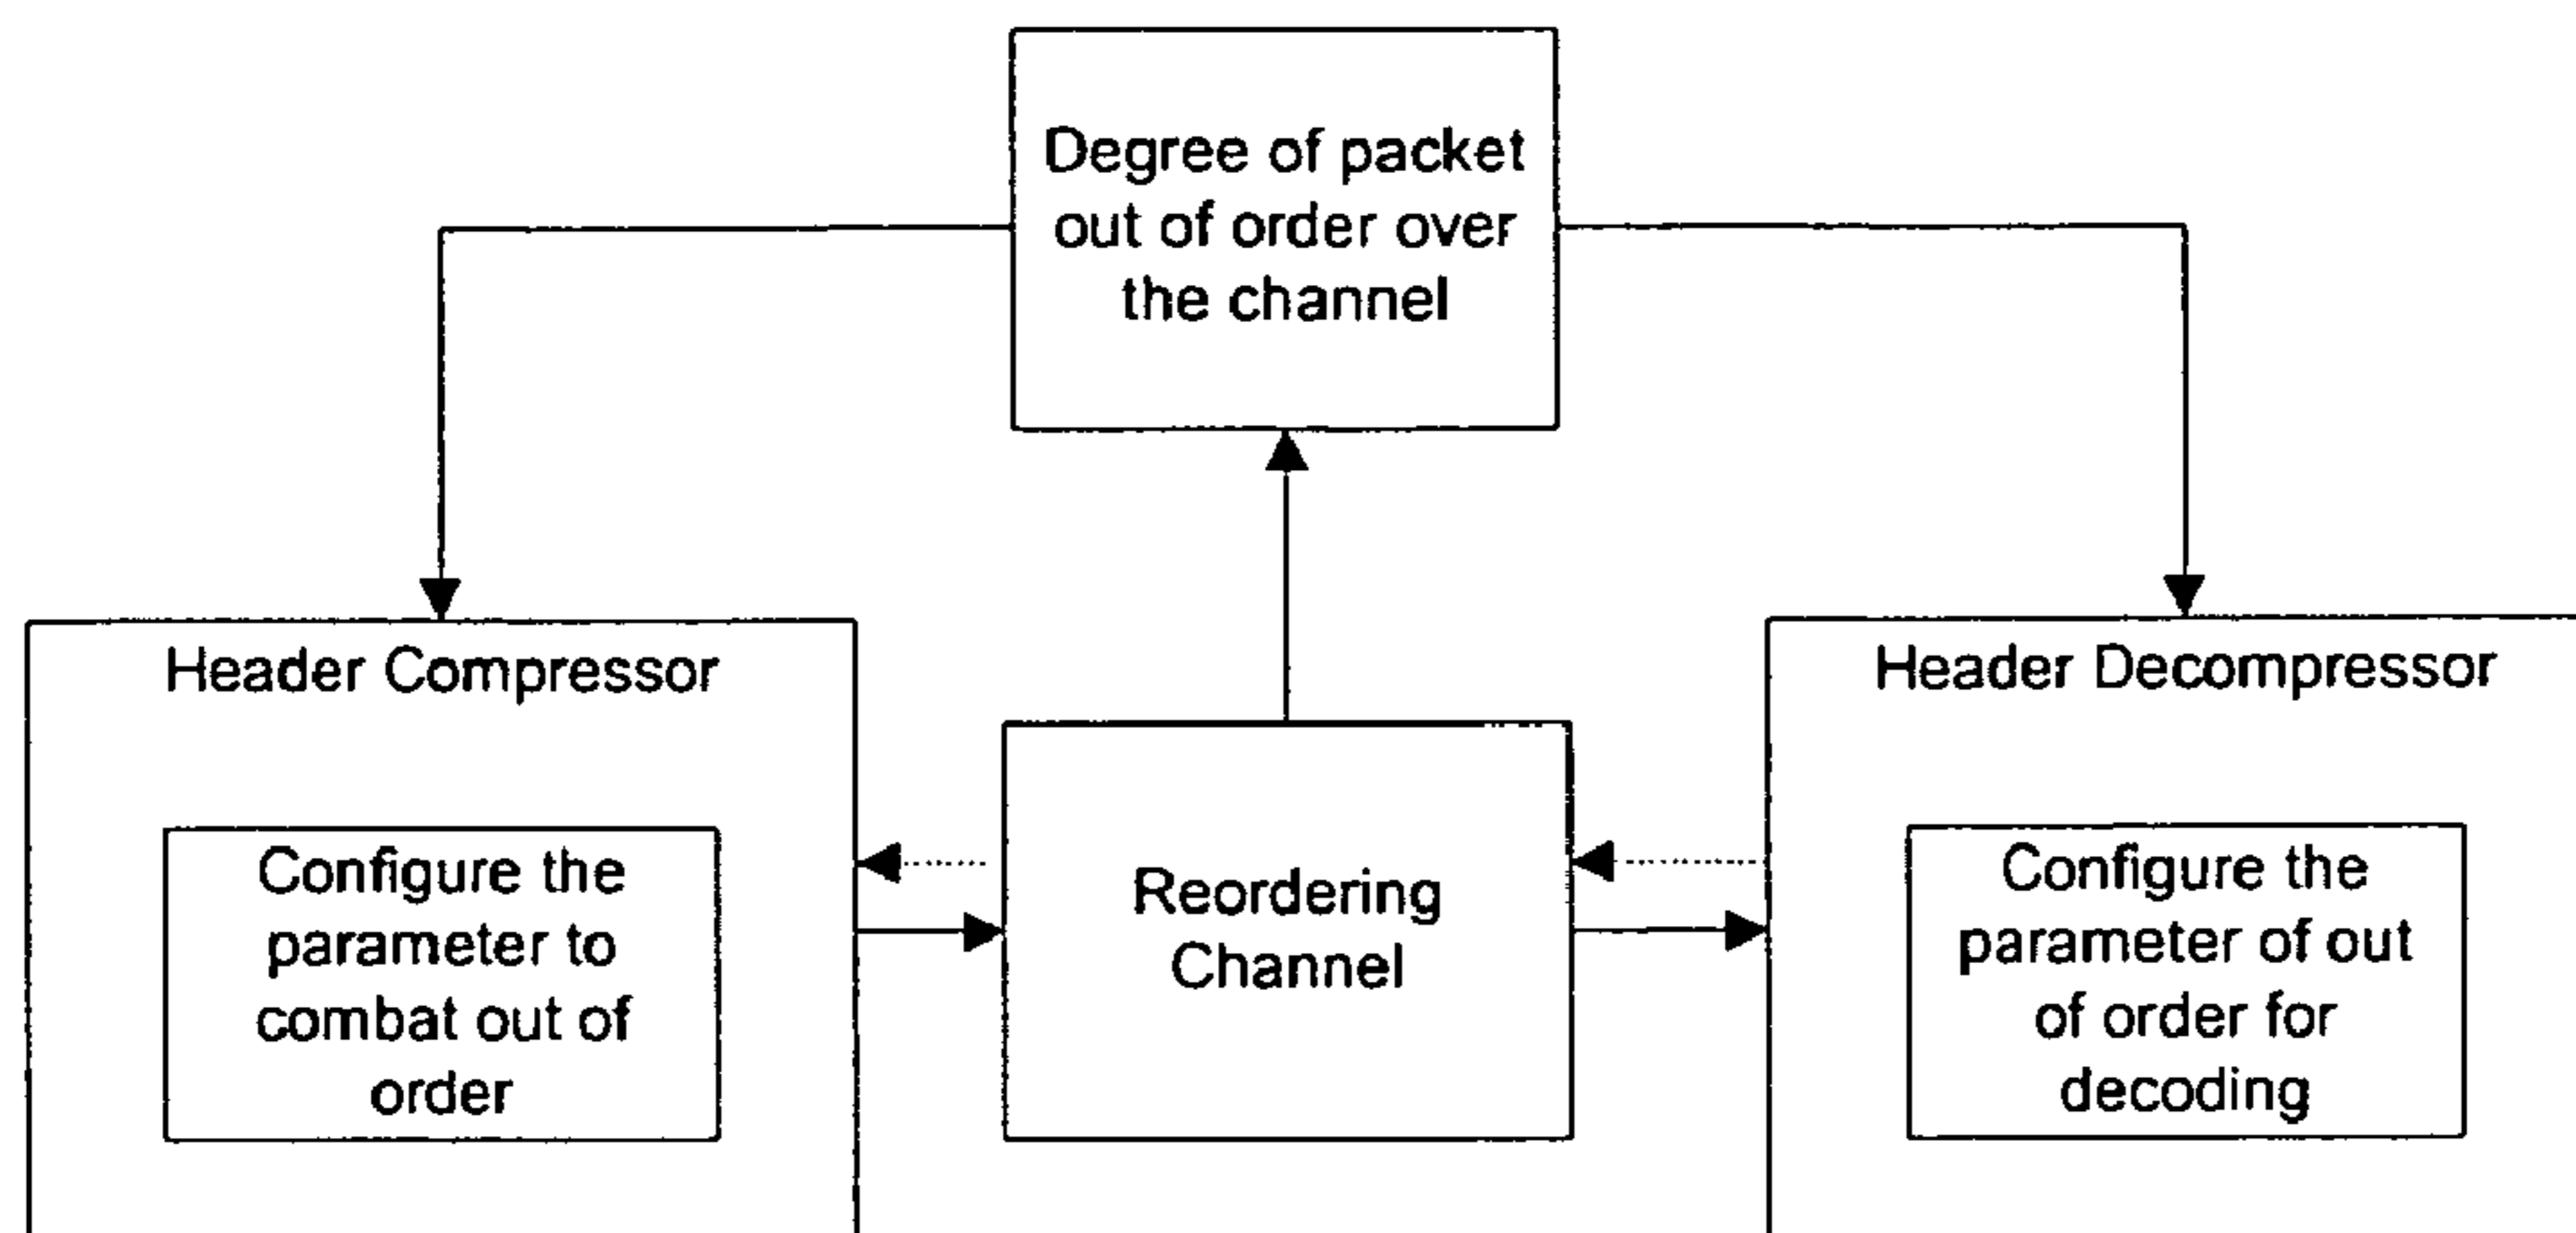 Degree of packet
out of order over
the channel
Header Compressor
Configure the
parameter to
combat out of
order
Reordering
Channel
Header Decompressor
Configure the
parameter of out
of order for
decoding